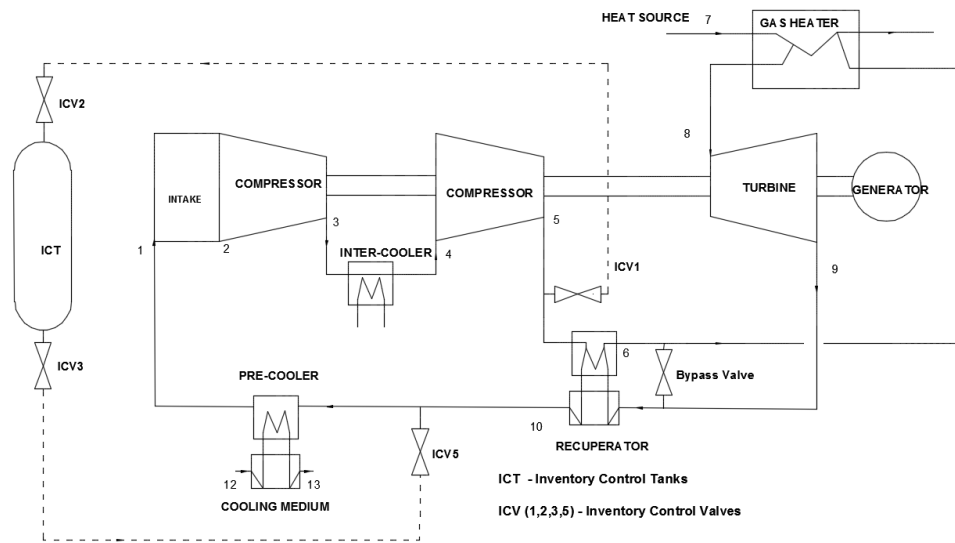 HEAT SOURCE 7
GAS HEATER
ICV2
8
COMPRESSOR
COMPRESSOR
TURBINE
GENERATOR
INTAKE
ICT
1
2
3
4
5
INTER-COOLER
ICV1
9
ICV3
PRE-COOLER
6
Bypass Valve
10
RECUPERATOR
ICV5
12
13
COOLING MEDIUM
ICT - Inventory Control Tanks
ICV (1,2,3,5) - Inventory Control Valves